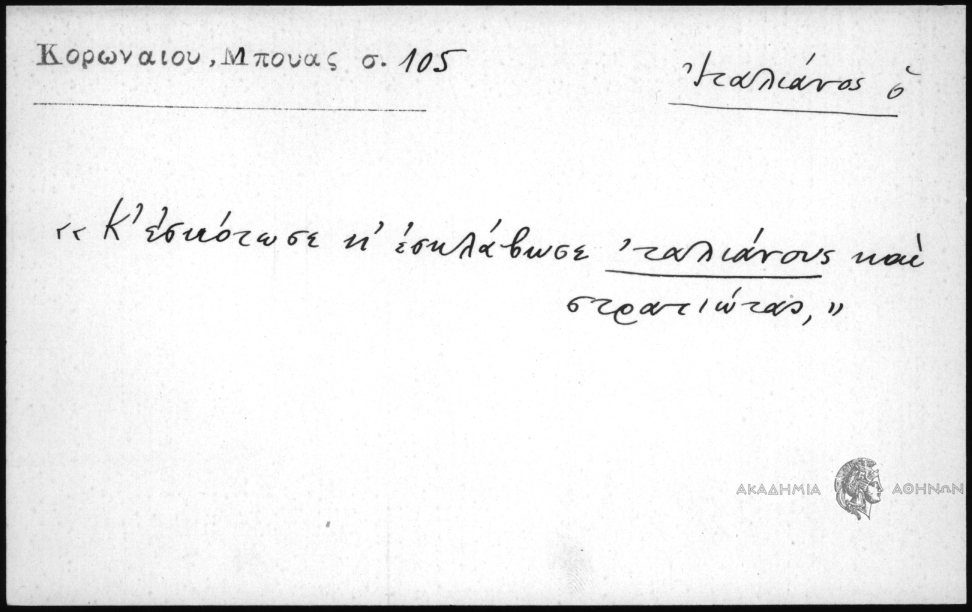 Κορωναιου, Μπουας σ. 105
Ἰταλιάνος ὁ
«Κ' ἐσκότωσε κ' ἐσκλάβωσε Ἰταλιάνους καὶ
στρατιώτας,»
ΑΚΑΔΗΜΙΑ ΑΘΗΝΩΝ